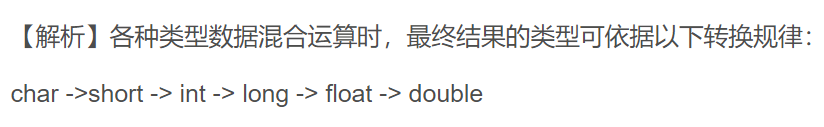 【解析】各种类型数据混合运算时，最终结果的类型可依据以下转换规律：
char ->short -> int -> long -> float -> double